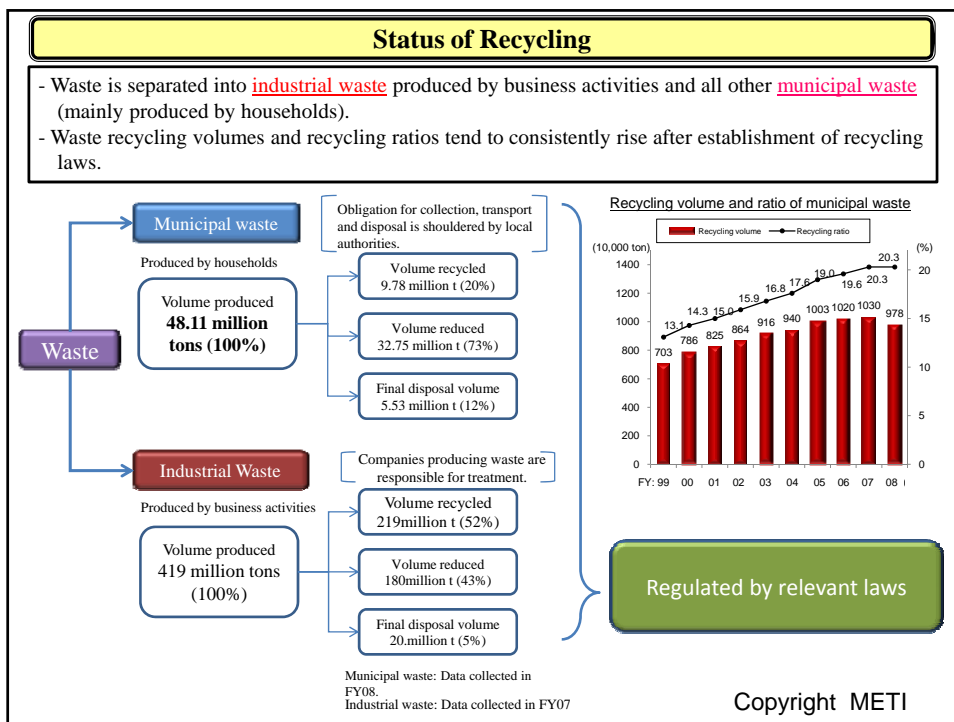 Status of Recycling
- Waste is separated into industrial waste produced by business activities and all other municipal waste
(mainly produced by households).
- Waste recycling volumes and recycling ratios tend to consistently rise after establishment of recycling
laws.
Waste
Municipal waste
Obligation for collection, transport
and disposal is shouldered by local
authorities.
Produced by households
Volume produced
48.11 million
tons (100%)
Volume recycled
9.78 million t (20%)
Volume reduced
32.75 million t (73%)
Final disposal volume
5.53 million t (12%)
Industrial Waste
Companies producing waste are
responsible for treatment.
Produced by business activities
Volume produced
419 million tons
(100%)
Volume recycled
219million t (52%)
Volume reduced
180million t (43%)
Final disposal volume
20.million t (5%)
Municipal waste: Data collected in
FY08.
Industrial waste: Data collected in FY07
Recycling volume and ratio of municipal waste
Recycling volume
Recycling ratio
(10,000 ton)
(%)
1400
1200
1000
800
600
400
200
0
20
15
10
5
0
13.1
14.3
15.0
15.9
16.8
17.6
19.0
19.6
20.3
20.3
703
786
825
864
916
940
1003
1020
1030
978
FY: 99 00 01 02 03 04 05 06 07 08 (
Regulated by relevant laws
Copyright METI